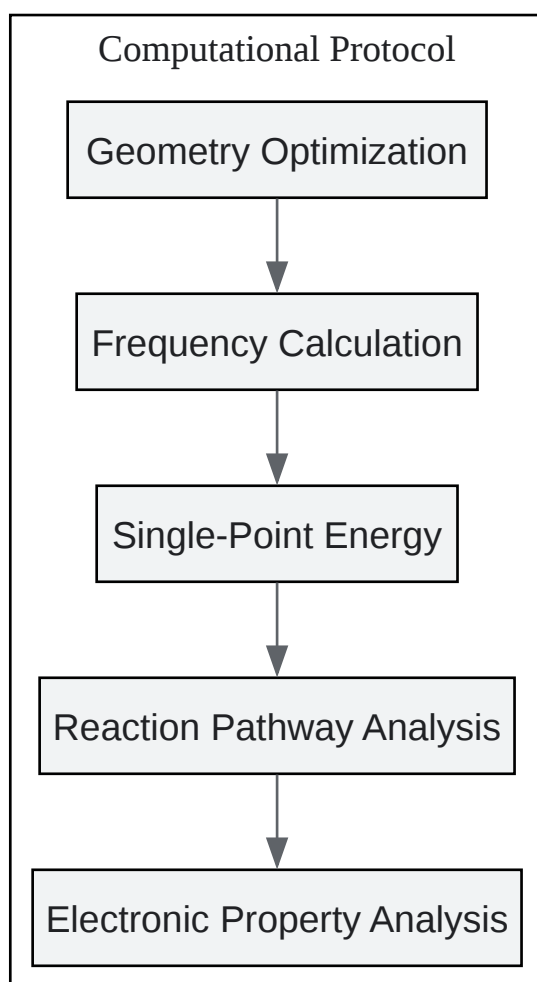 Computational Protocol
Geometry Optimization
Frequency Calculation
Single-Point Energy
Reaction Pathway Analysis
Electronic Property Analysis